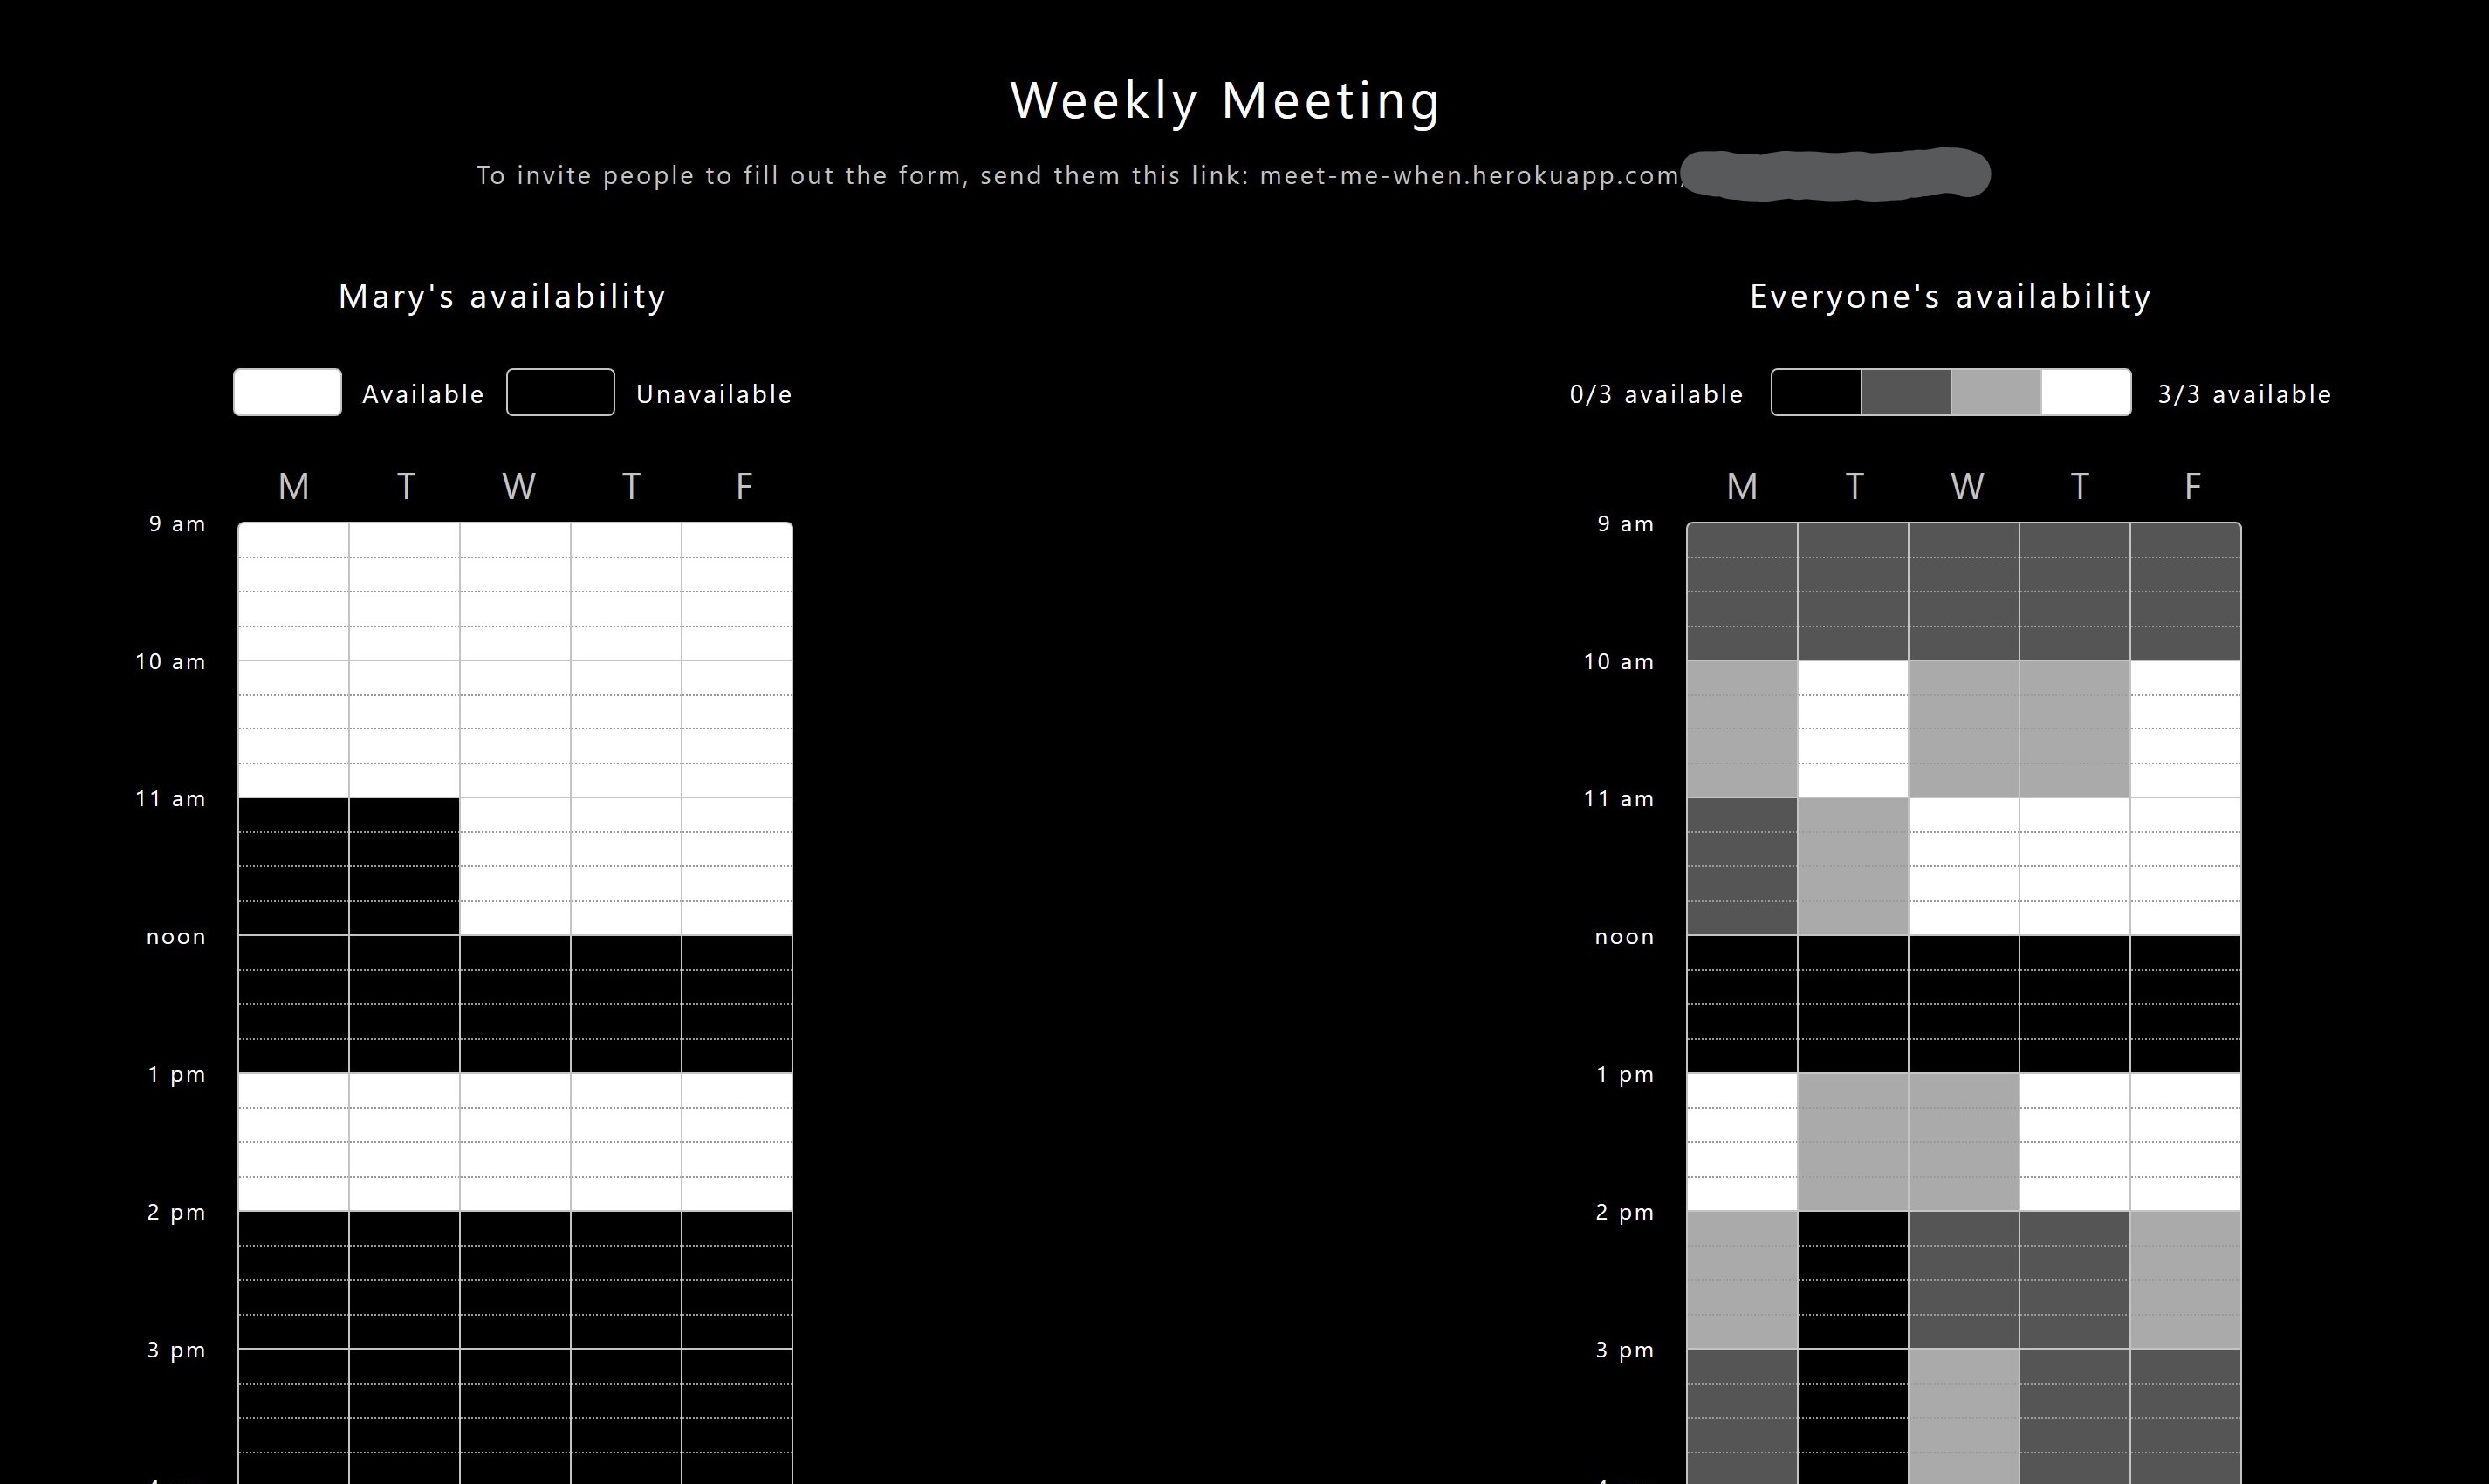 Weekly Meeting
To invite people to fill out the form, send them this link: meet-me-when.herokuapp.com
Mary's availability
Available Unavailable
M T W T F
9 am
10 am
11 am
noon
1 pm
2 pm
3 pm
Everyone's availability
0/3 available 3/3 available
M T W T F
9 am
10 am
11 am
noon
1 pm
2 pm
3 pm